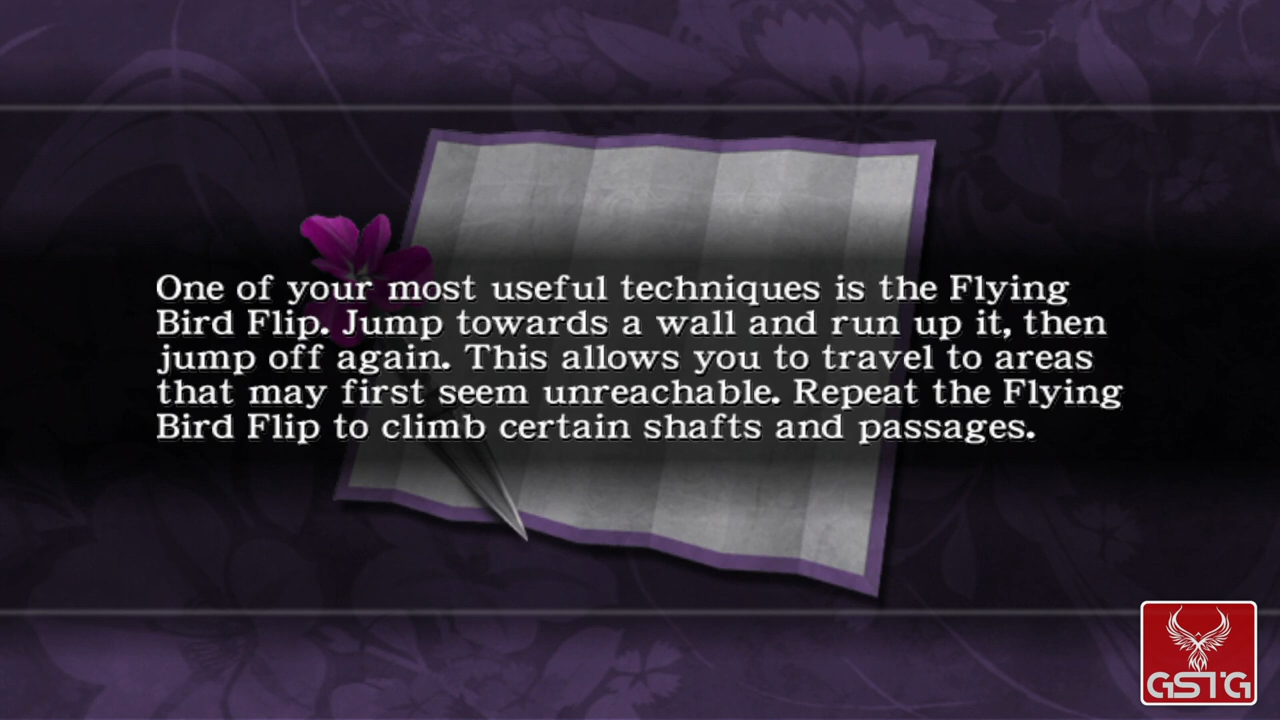 One of your most useful techniques is the Flying
Bird Flip. Jump towards a wall and run up it, then
jump off again. This allows you to travel to areas
that may first seem unreachable. Repeat the Flying
Bird Flip to climb certain shafts and passages.
GSTG